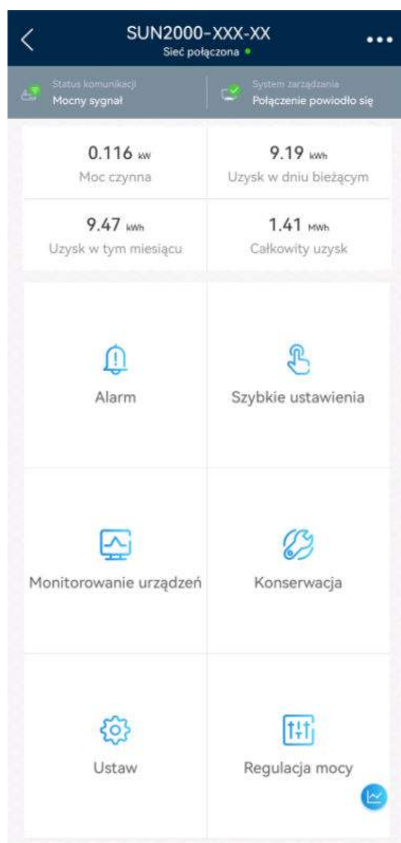 SUN2000-XXX-XX
Sieć połączona
Status komunikacji
Mocny sygnał
System zarządzania
Połączenie powiodło się
0.116 kW
Moc czynna
9.19 kWh
Uzysk w dniu bieżącym
9.47 kWh
Uzysk w tym miesiącu
1.41 MWh
Całkowity uzysk
Alarm
Szybkie ustawienia
Monitorowanie urządzeń
Konserwacja
Ustaw
Regulacja mocy